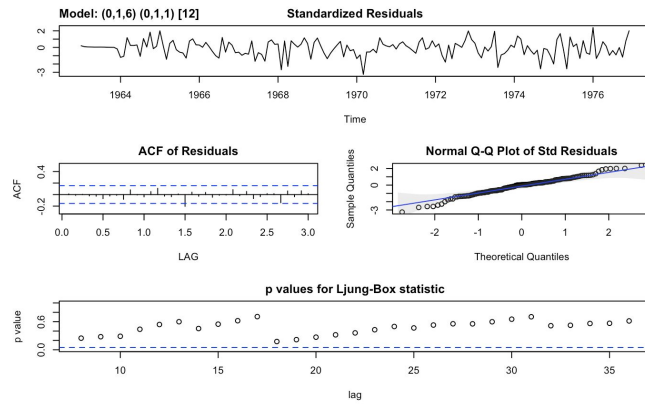 Model: (0,1,6) (0,1,1) [12]
Standardized Residuals
2
0
-3
1964 1966 1968 1970 1972 1974 1976
Time
ACF of Residuals
ACF
0.4
-0.2
0.0 0.5 1.0 1.5 2.0 2.5 3.0
LAG
Normal Q-Q Plot of Std Residuals
Sample Quantiles
2
0
-3
-2 -1 0 1 2
Theoretical Quantiles
p values for Ljung-Box statistic
p value
0.6
0.0
10 15 20 25 30 35
lag